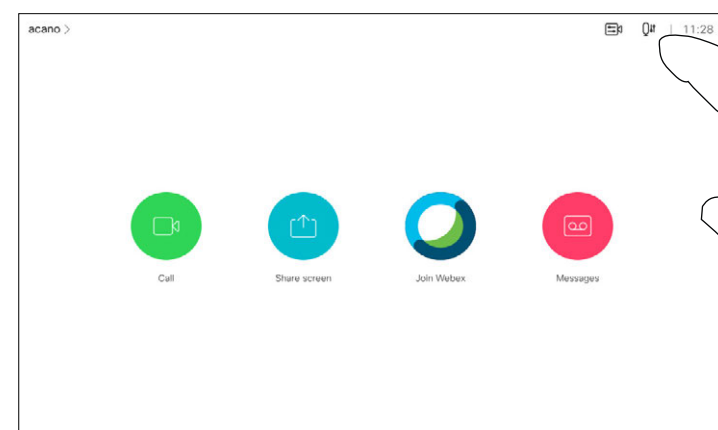 acano >
11:28
Call
Share screen
Join Webex
Messages